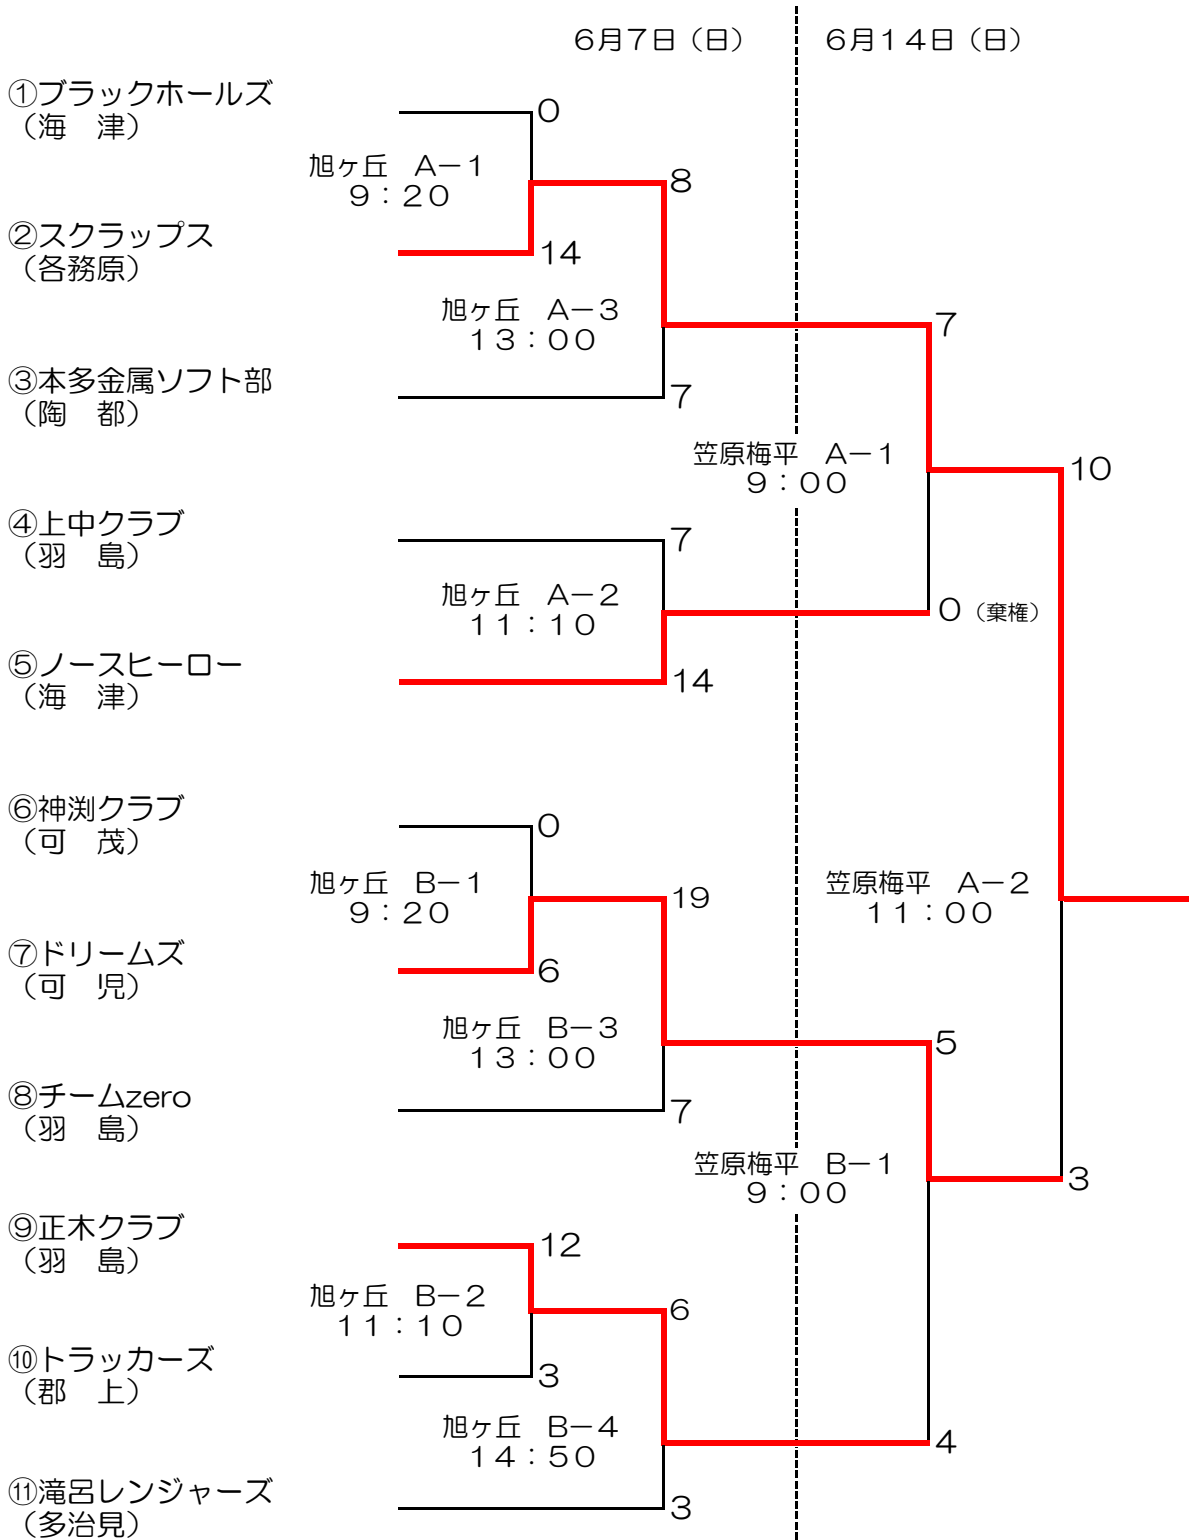 ６月７日（日）
６月１４日（日）
①ブラックホールズ
（海　津）
0
旭ヶ丘　Ａ－１
９：２０
8
②スクラップス
（各務原）
14
旭ヶ丘　Ａ－３
１３：００
7
③本多金属ソフト部
（陶　都）
7
笠原梅平　Ａ－１
９：００
10
④上中クラブ
（羽　島）
7
旭ヶ丘　Ａ－２
１１：１０
0（棄権）
⑤ノースヒーロー
（海　津）
14
⑥神渕クラブ
（可　茂）
0
旭ヶ丘　Ｂ－１
９：２０
19
笠原梅平　Ａ－２
１１：００
⑦ドリームズ
（可　児）
6
旭ヶ丘　Ｂ－３
１３：００
5
⑧チームzero
（羽　島）
7
笠原梅平　Ｂ－１
９：００
3
⑨正木クラブ
（羽　島）
12
旭ヶ丘　Ｂ－２
１１：１０
6
⑩トラッカーズ
（郡　上）
3
旭ヶ丘　Ｂ－４
１４：５０
4
⑪滝呂レンジャーズ
（多治見）
3